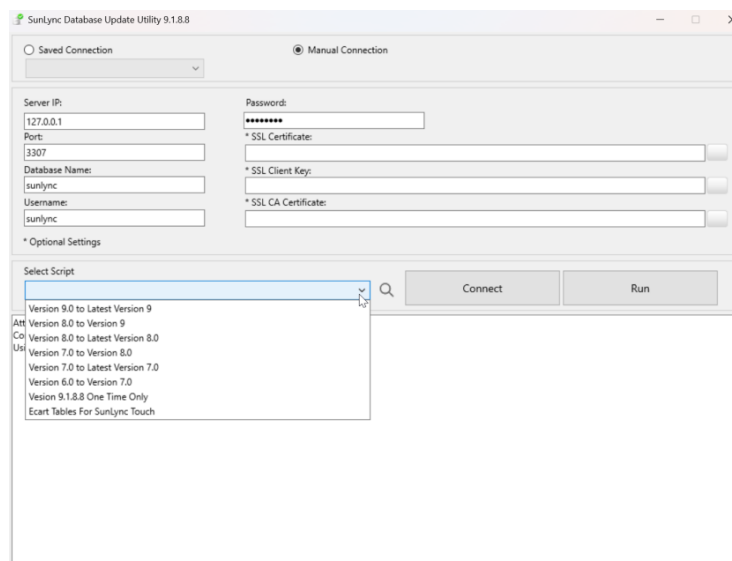 SunLync Database Update Utility 9.1.8.8
Saved Connection
Manual Connection
Server IP:
Password:
127.0.0.1
••••••••
Port:
* SSL Certificate:
3307
Database Name:
* SSL Client Key:
sunlync
Username:
* SSL CA Certificate:
sunlync
* Optional Settings
Select Script
Connect
Run
Version 9.0 to Latest Version 9
Att
Version 8.0 to Version 9
Co
Version 8.0 to Latest Version 8.0
Usi
Version 7.0 to Version 8.0
Version 7.0 to Latest Version 7.0
Version 6.0 to Version 7.0
Vesion 9.1.8.8 One Time Only
Ecart Tables For SunLync Touch